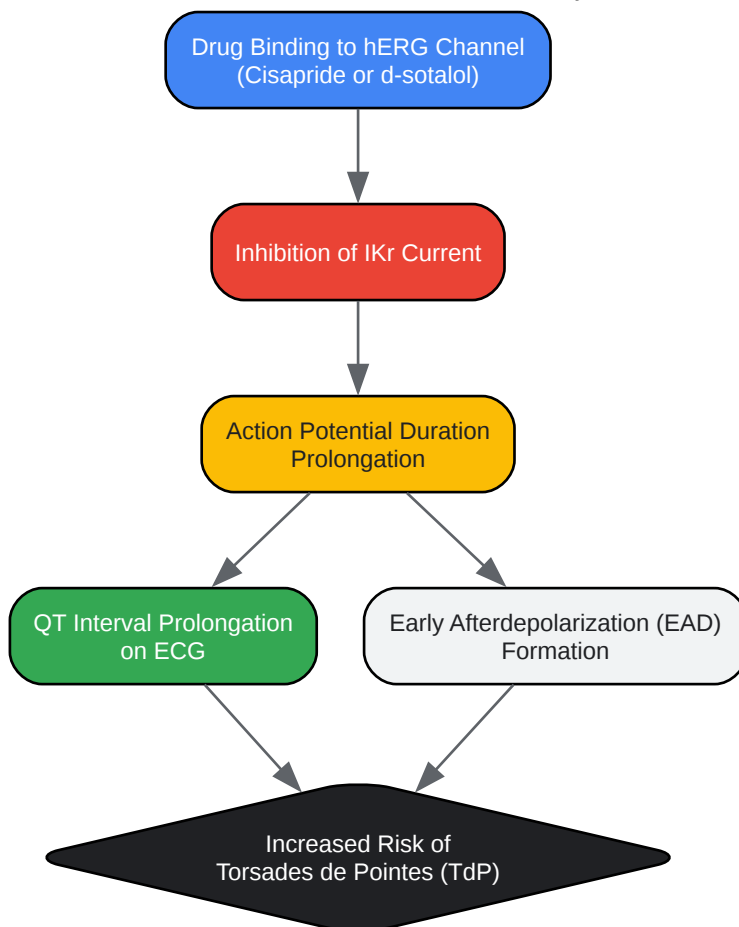 Drug Binding to hERG Channel
(Cisapride or d-sotalol)
Inhibition of IKr Current
Action Potential Duration
Prolongation
QT Interval Prolongation
on ECG
Early Afterdepolarization (EAD)
Formation
Increased Risk of
Torsades de Pointes (TdP)